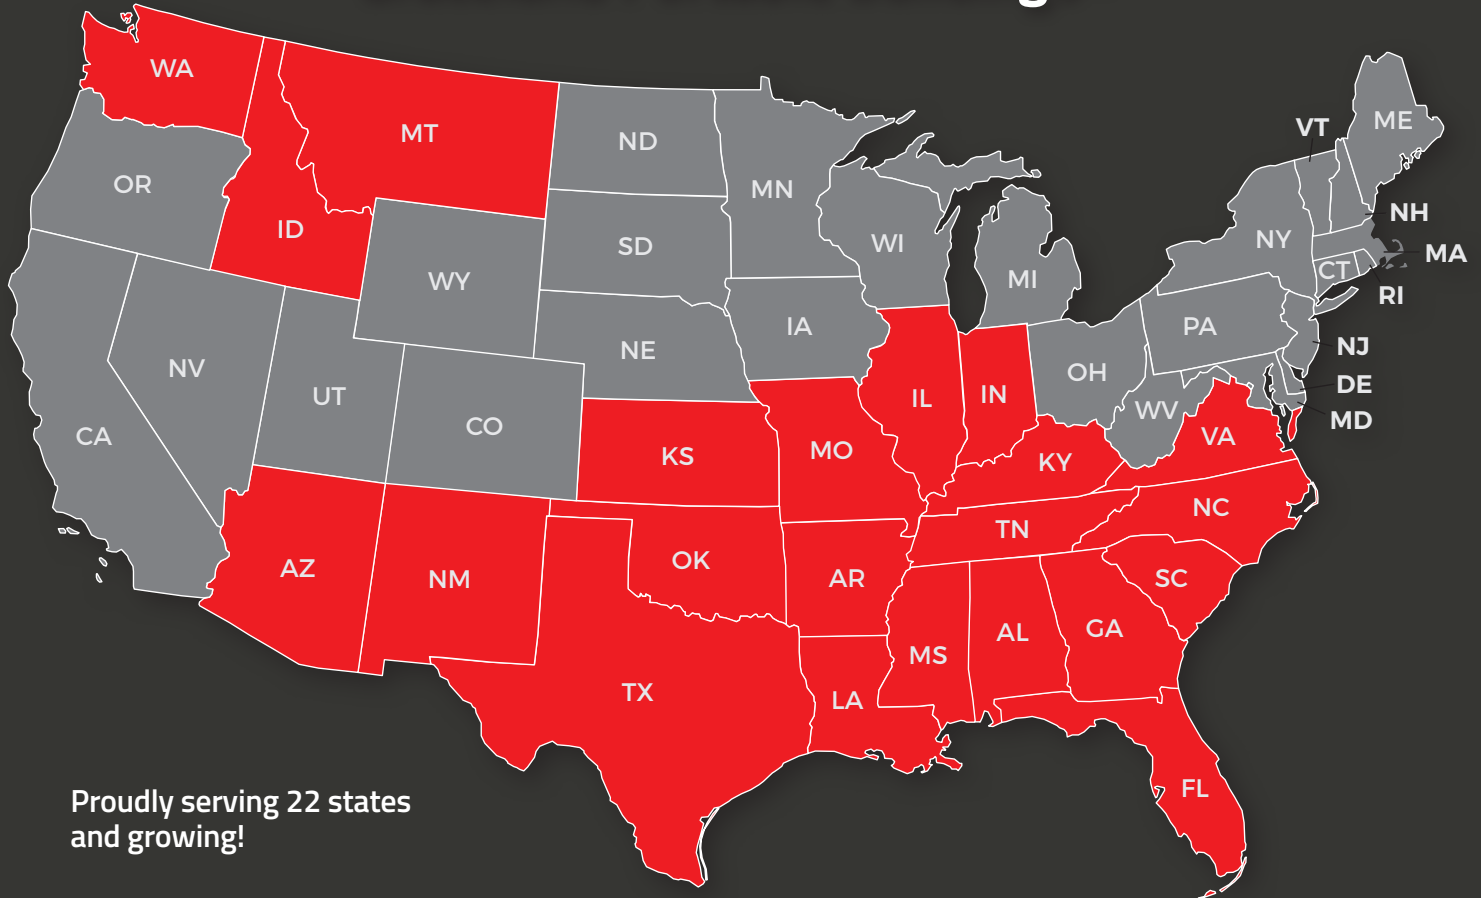 WA
MT
ND
MN
VT
ME
OR
ID
WY
SD
WI
MI
NY
NH
MA
CT
RI
NV
UT
CO
NE
IA
PA
OH
NJ
DE
MD
WV
CA
KS
MO
IL
IN
KY
VA
AZ
NM
OK
AR
TN
NC
SC
TX
LA
MS
AL
GA
FL
Proudly serving 22 states
and growing!